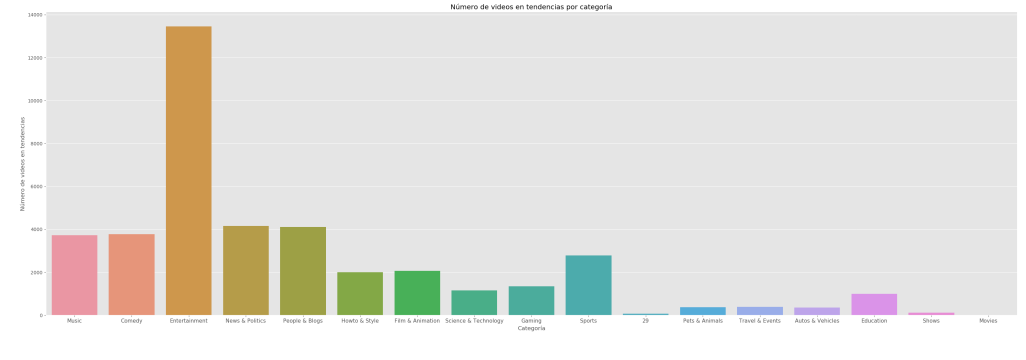 Número de videos en tendencias por categoría
Número de videos en tendencias
14000
12000
10000
8000
6000
4000
2000
0
Music Comedy Entertainment News & Politics People & Blogs Howto & Style Film & Animation Science & Technology Gaming Sports 29 Pets & Animals Travel & Events Autos & Vehicles Education Shows Movies
Categoría